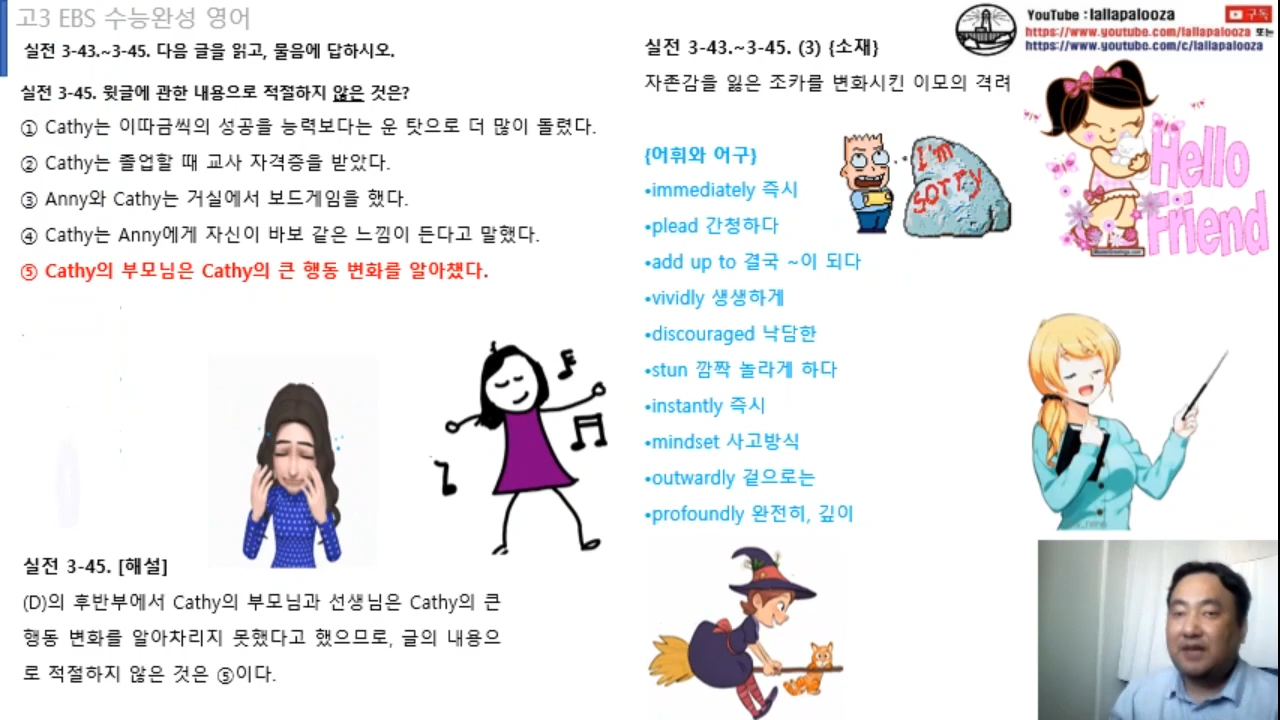 고3 EBS 수능완성 영어
실전 3-43.~3-45. 다음 글을 읽고, 물음에 답하시오.
실전 3-45. 윗글에 관한 내용으로 적절하지 않은 것은?
① Cathy는 이따금씩의 성공을 능력보다는 운 탓으로 더 많이 돌렸다.
② Cathy는 졸업할 때 교사 자격증을 받았다.
③ Anny와 Cathy는 거실에서 보드게임을 했다.
④ Cathy는 Anny에게 자신이 바보 같은 느낌이 든다고 말했다.
⑤ Cathy의 부모님은 Cathy의 큰 행동 변화를 알아챘다.
실전 3-45. [해설]
(D)의 후반부에서 Cathy의 부모님과 선생님은 Cathy의 큰
행동 변화를 알아차리지 못했다고 했으므로, 글의 내용으
로 적절하지 않은 것은 ⑤이다.
실전 3-43.~3-45. (3) {소재}
자존감을 잃은 조카를 변화시킨 이모의 격려
{어휘와 어구}
•immediately 즉시
•plead 간청하다
•add up to 결국 ~이 되다
•vividly 생생하게
•discouraged 낙담한
•stun 깜짝 놀라게 하다
•instantly 즉시
•mindset 사고방식
•outwardly 겉으로는
•profoundly 완전히, 깊이
I'm
sorry
YouTube : lallapalooza
구독
https://www.youtube.com/lallapalooza 또는
https://www.youtube.com/c/lallapalooza
Hello
Friend